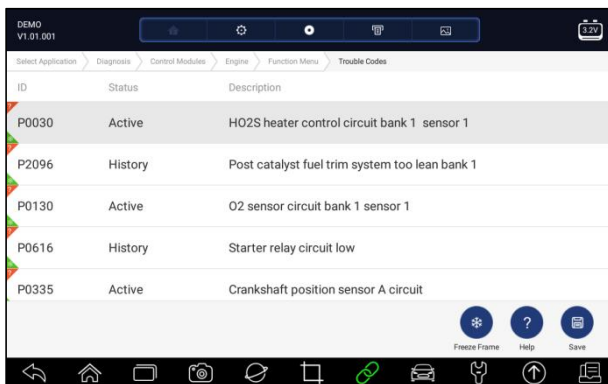 DEMO
V1.01.001
3.2V
Select Application Diagnosis Control Modules Engine Function Menu Trouble Codes
ID Status Description
P0030 Active HO2S heater control circuit bank 1 sensor 1
P2096 History Post catalyst fuel trim system too lean bank 1
P0130 Active O2 sensor circuit bank 1 sensor 1
P0616 History Starter relay circuit low
P0335 Active Crankshaft position sensor A circuit
Freeze Frame Help Save